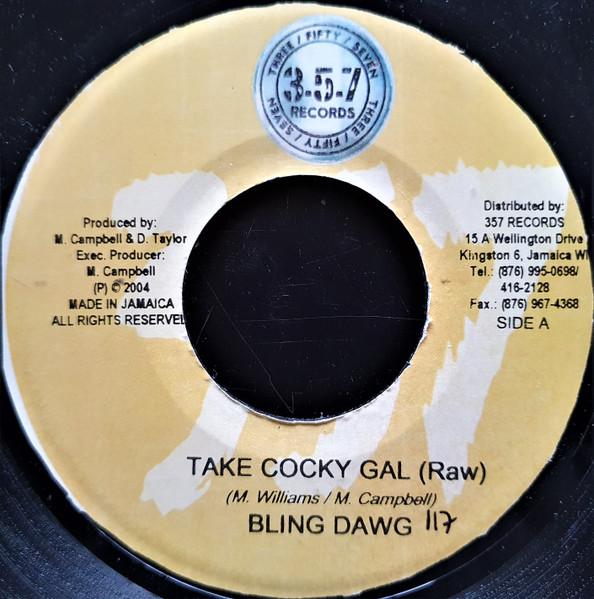 THREE / FIFTY / SEVEN
3.5.7
RECORDS
THREE / FIFTY / SEVEN
Produced by:
M. Campbell & D. Taylor
Exec. Producer:
M. Campbell
(P) © 2004
MADE IN JAMAICA
ALL RIGHTS RESERVE
Distributed by:
357 RECORDS
15 A Wellington Drive
Kingston 6, Jamaica WI
Tel.: (876) 995-0698/
416-2128
Fax.: (876) 967-4368
SIDE A
357
TAKE COCKY GAL (Raw)
(M. Williams / M. Campbell)
BLING DAWG 117